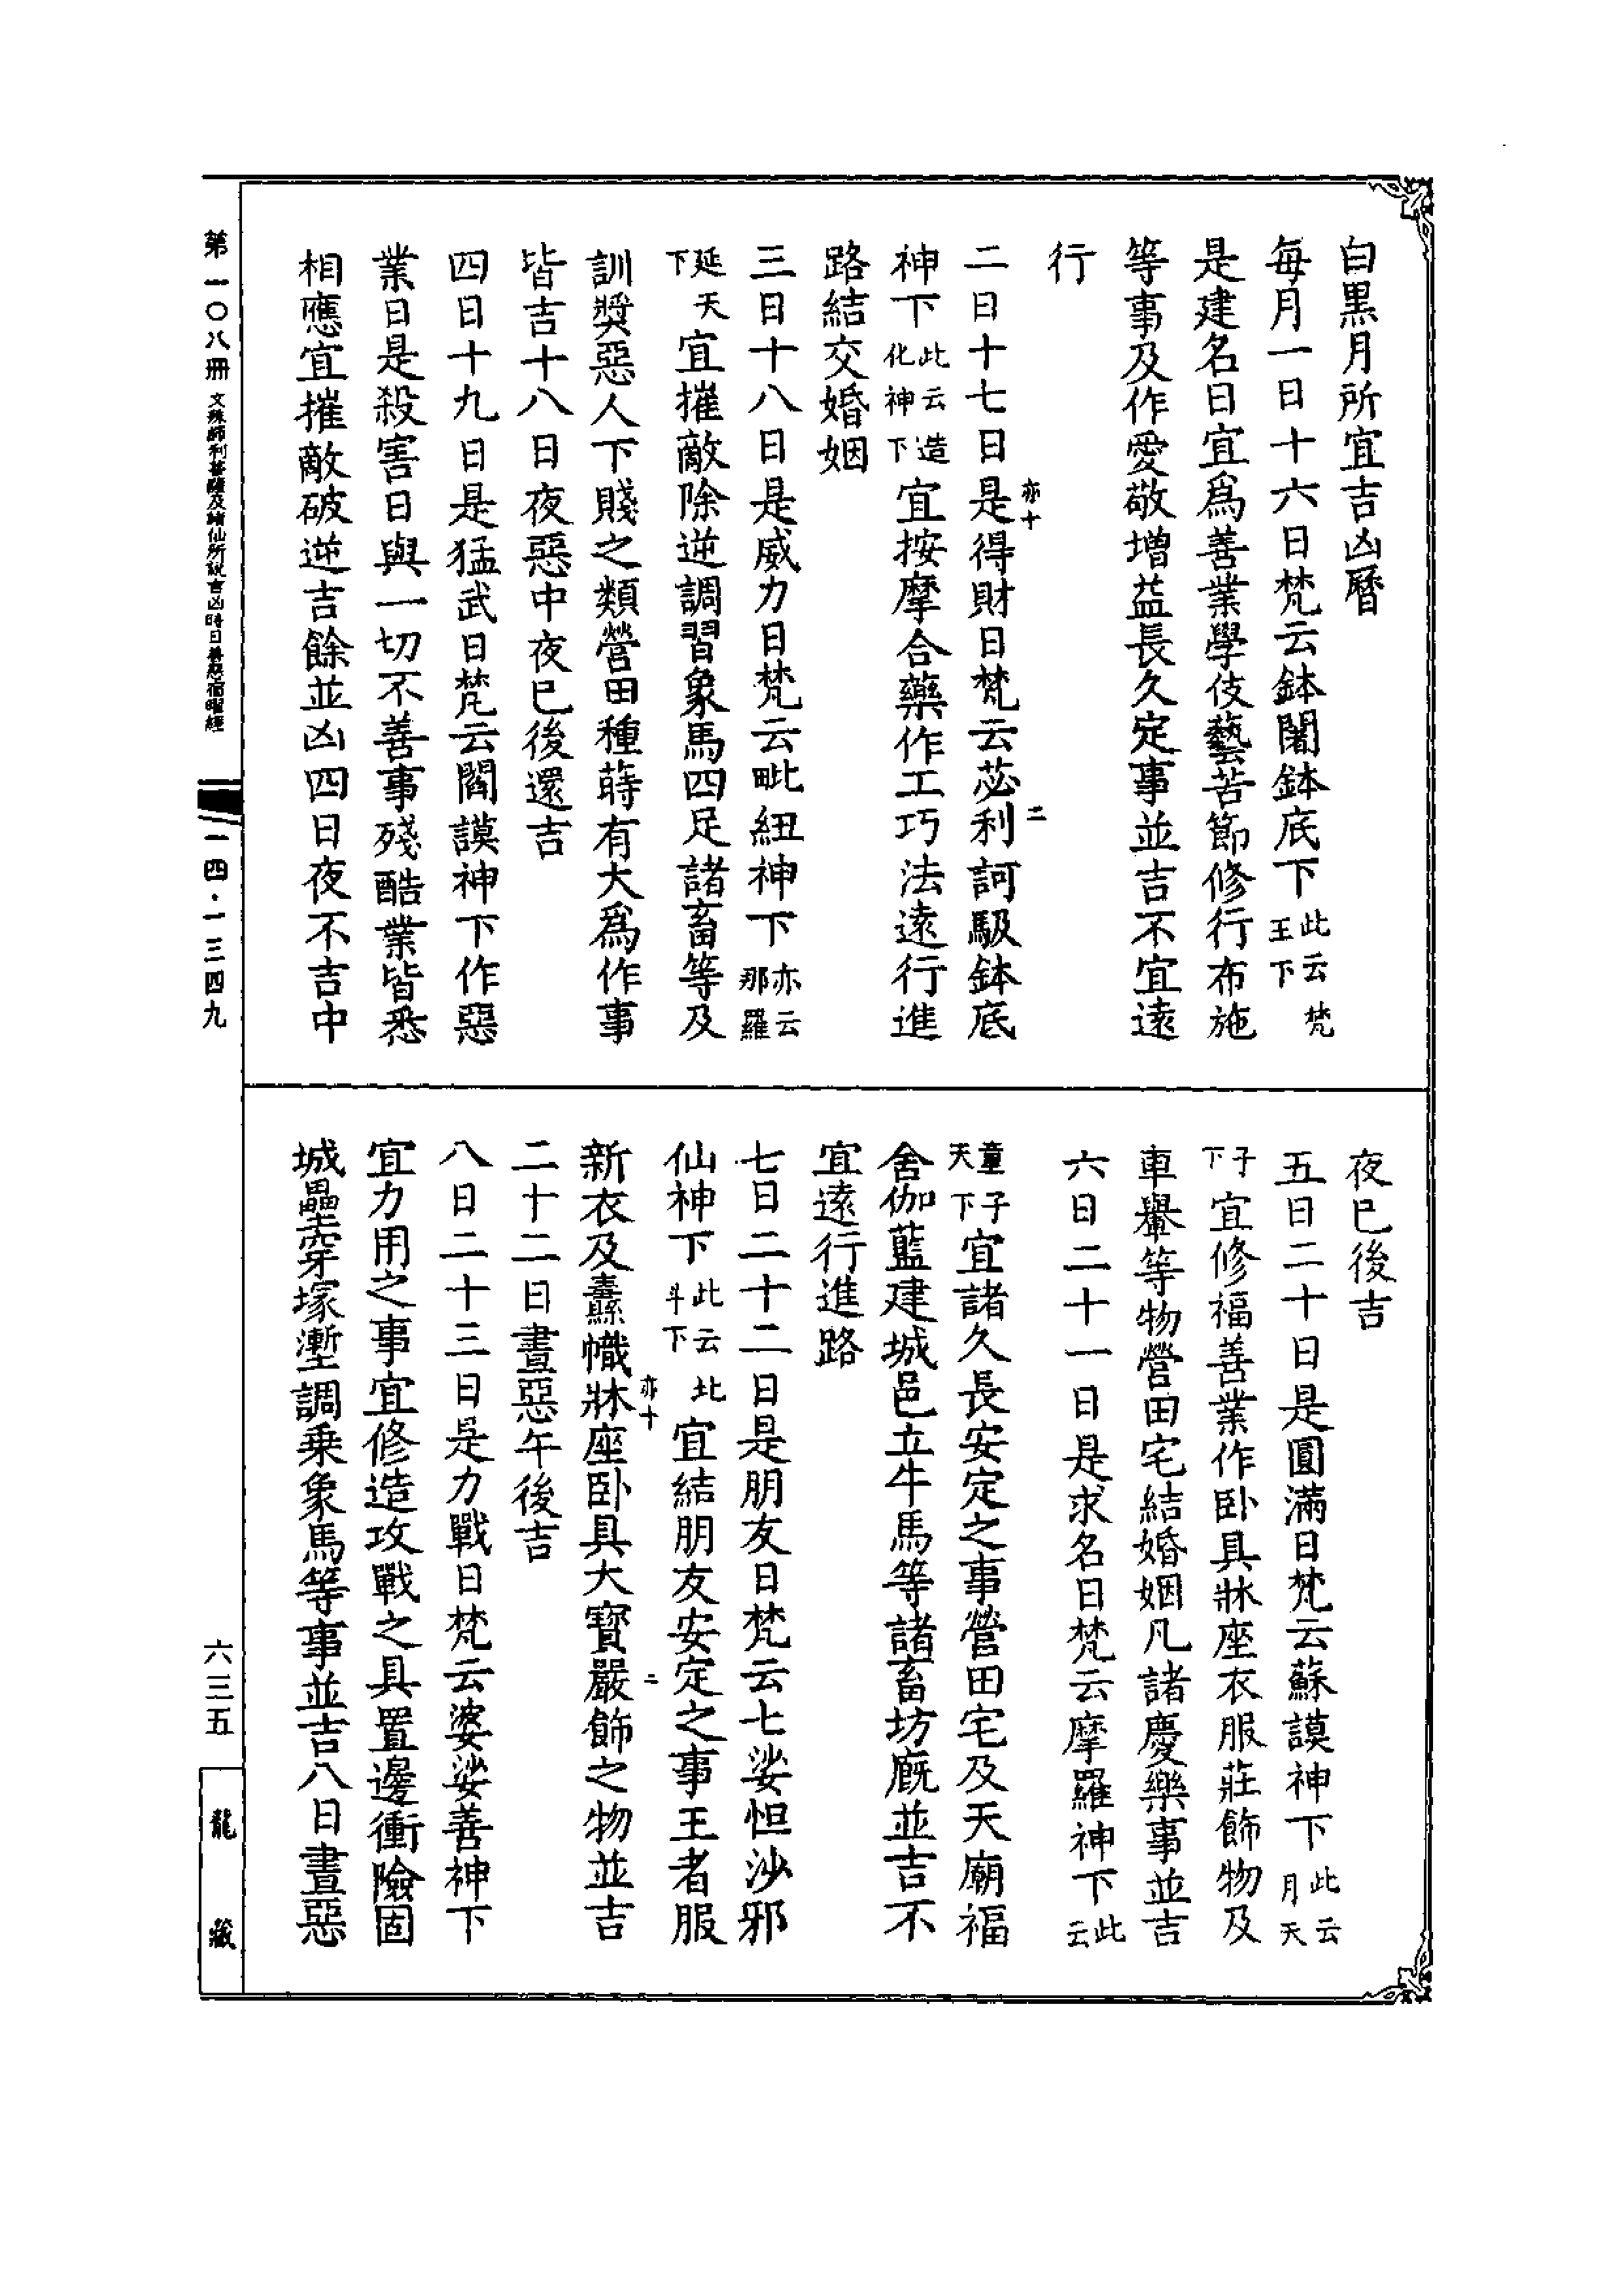 白黑月所宜吉凶曆
每月一日十六日梵云鉢闍鉢底下此云梵王下
是建名日宜爲善業學伎藝苦節修行布施
等事及作愛敬增益長久定事並吉不宜遠
行
二日十七日是得財日梵云苾利訶馺鉢底
亦十
二
神下此云造化神下宜按摩合藥作工巧法遠行進
路結交婚姻
三日十八日是威力日梵云毗紐神下亦云那羅
延天下宜摧敵除逆調習象馬四足諸畜等及
訓獎惡人下賤之類營田種蒔有大爲作事
皆吉十八日夜惡中夜已後還吉
四日十九日是猛武日梵云閻謨神下作惡
業日是殺害日與一切不善事殘酷業皆悉
相應宜摧敵破逆吉餘並凶四日夜不吉中
夜已後吉
五日二十日是圓滿日梵云蘇謨神下此云月天
子下宜修福善業作卧具牀座衣服莊飾物及
車轝等物營田宅結婚姻凡諸慶樂事並吉
六日二十一日是求名日梵云摩羅神下此云
童子天下宜諸久長安定之事營田宅及天廟福
舍伽藍建城邑立牛馬等諸畜坊廐並吉不
宜遠行進路
七日二十二日是朋友日梵云七娑怛沙邪
仙神下此云北斗下宜結朋友安定之事王者服
新衣及纛幟牀座卧具大寳嚴飾之物並吉
亦十
二
二十二日晝惡午後吉
八日二十三日是力戰日梵云婆娑善神下
宜力用之事宜修造攻戰之具置邊衝險固
城壘穿塚塹調乗象馬等事並吉八日晝惡
第一〇八冊 文殊師利菩薩及諸仙所說吉凶時日善惡宿曜經
一四·一三四九
六三五
龍藏